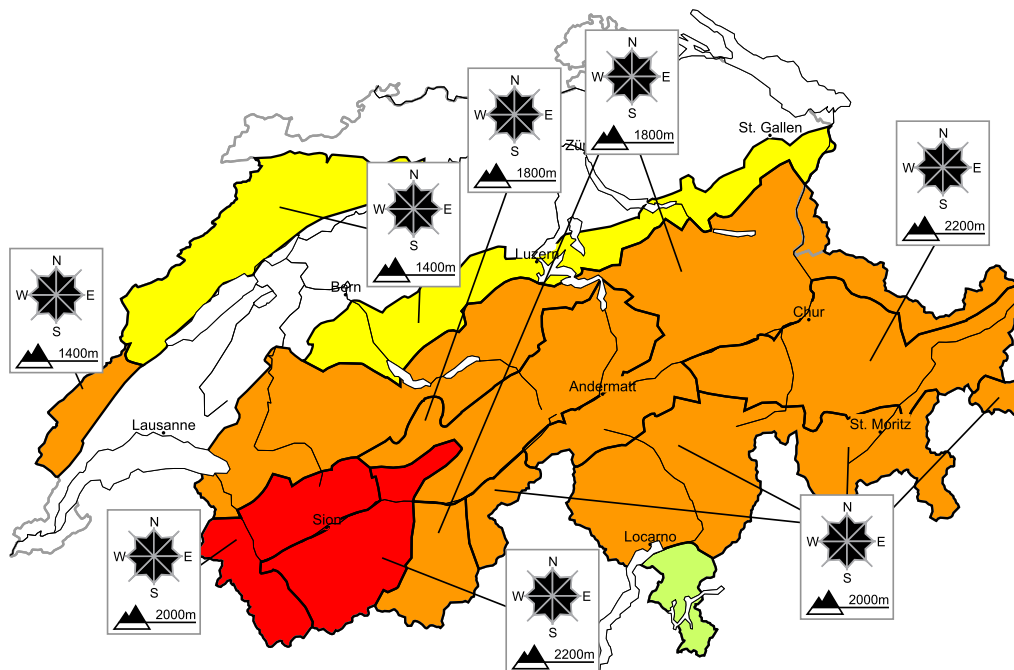 N
W E
S
1800m
N
W E
S
1800m
Zü
St. Gallen
N
W E
S
2200m
N
W E
S
1400m
Luzern
Bern
N
W E
S
1400m
Chur
Andermatt
Lausanne
St. Moritz
Sion
Locarno
N
W E
S
2000m
N
W E
S
2200m
N
W E
S
2000m